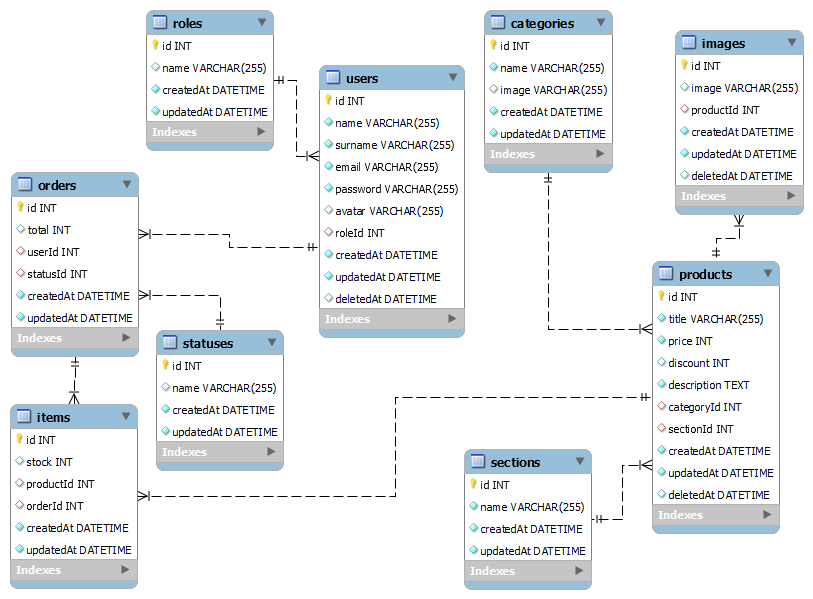 roles
id INT
name VARCHAR(255)
createdAt DATETIME
updatedAt DATETIME
Indexes
users
id INT
name VARCHAR(255)
surname VARCHAR(255)
email VARCHAR(255)
password VARCHAR(255)
avatar VARCHAR(255)
roleId INT
createdAt DATETIME
updatedAt DATETIME
deletedAt DATETIME
Indexes
categories
id INT
name VARCHAR(255)
image VARCHAR(255)
createdAt DATETIME
updatedAt DATETIME
Indexes
images
id INT
image VARCHAR(255)
productId INT
createdAt DATETIME
updatedAt DATETIME
deletedAt DATETIME
Indexes
orders
id INT
total INT
userId INT
statusId INT
createdAt DATETIME
updatedAt DATETIME
Indexes
statuses
id INT
name VARCHAR(255)
createdAt DATETIME
updatedAt DATETIME
Indexes
products
id INT
title VARCHAR(255)
price INT
discount INT
description TEXT
categoryId INT
sectionId INT
createdAt DATETIME
updatedAt DATETIME
deletedAt DATETIME
Indexes
items
id INT
stock INT
productId INT
orderId INT
createdAt DATETIME
updatedAt DATETIME
Indexes
sections
id INT
name VARCHAR(255)
createdAt DATETIME
updatedAt DATETIME
Indexes